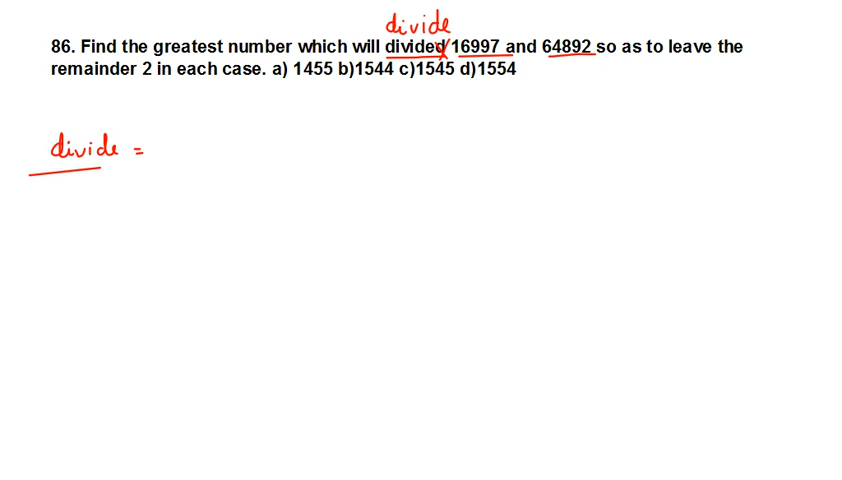 divide
86. Find the greatest number which will divided 16997 and 64892 so as to leave the
remainder 2 in each case. a) 1455 b)1544 c)1545 d)1554
divide =